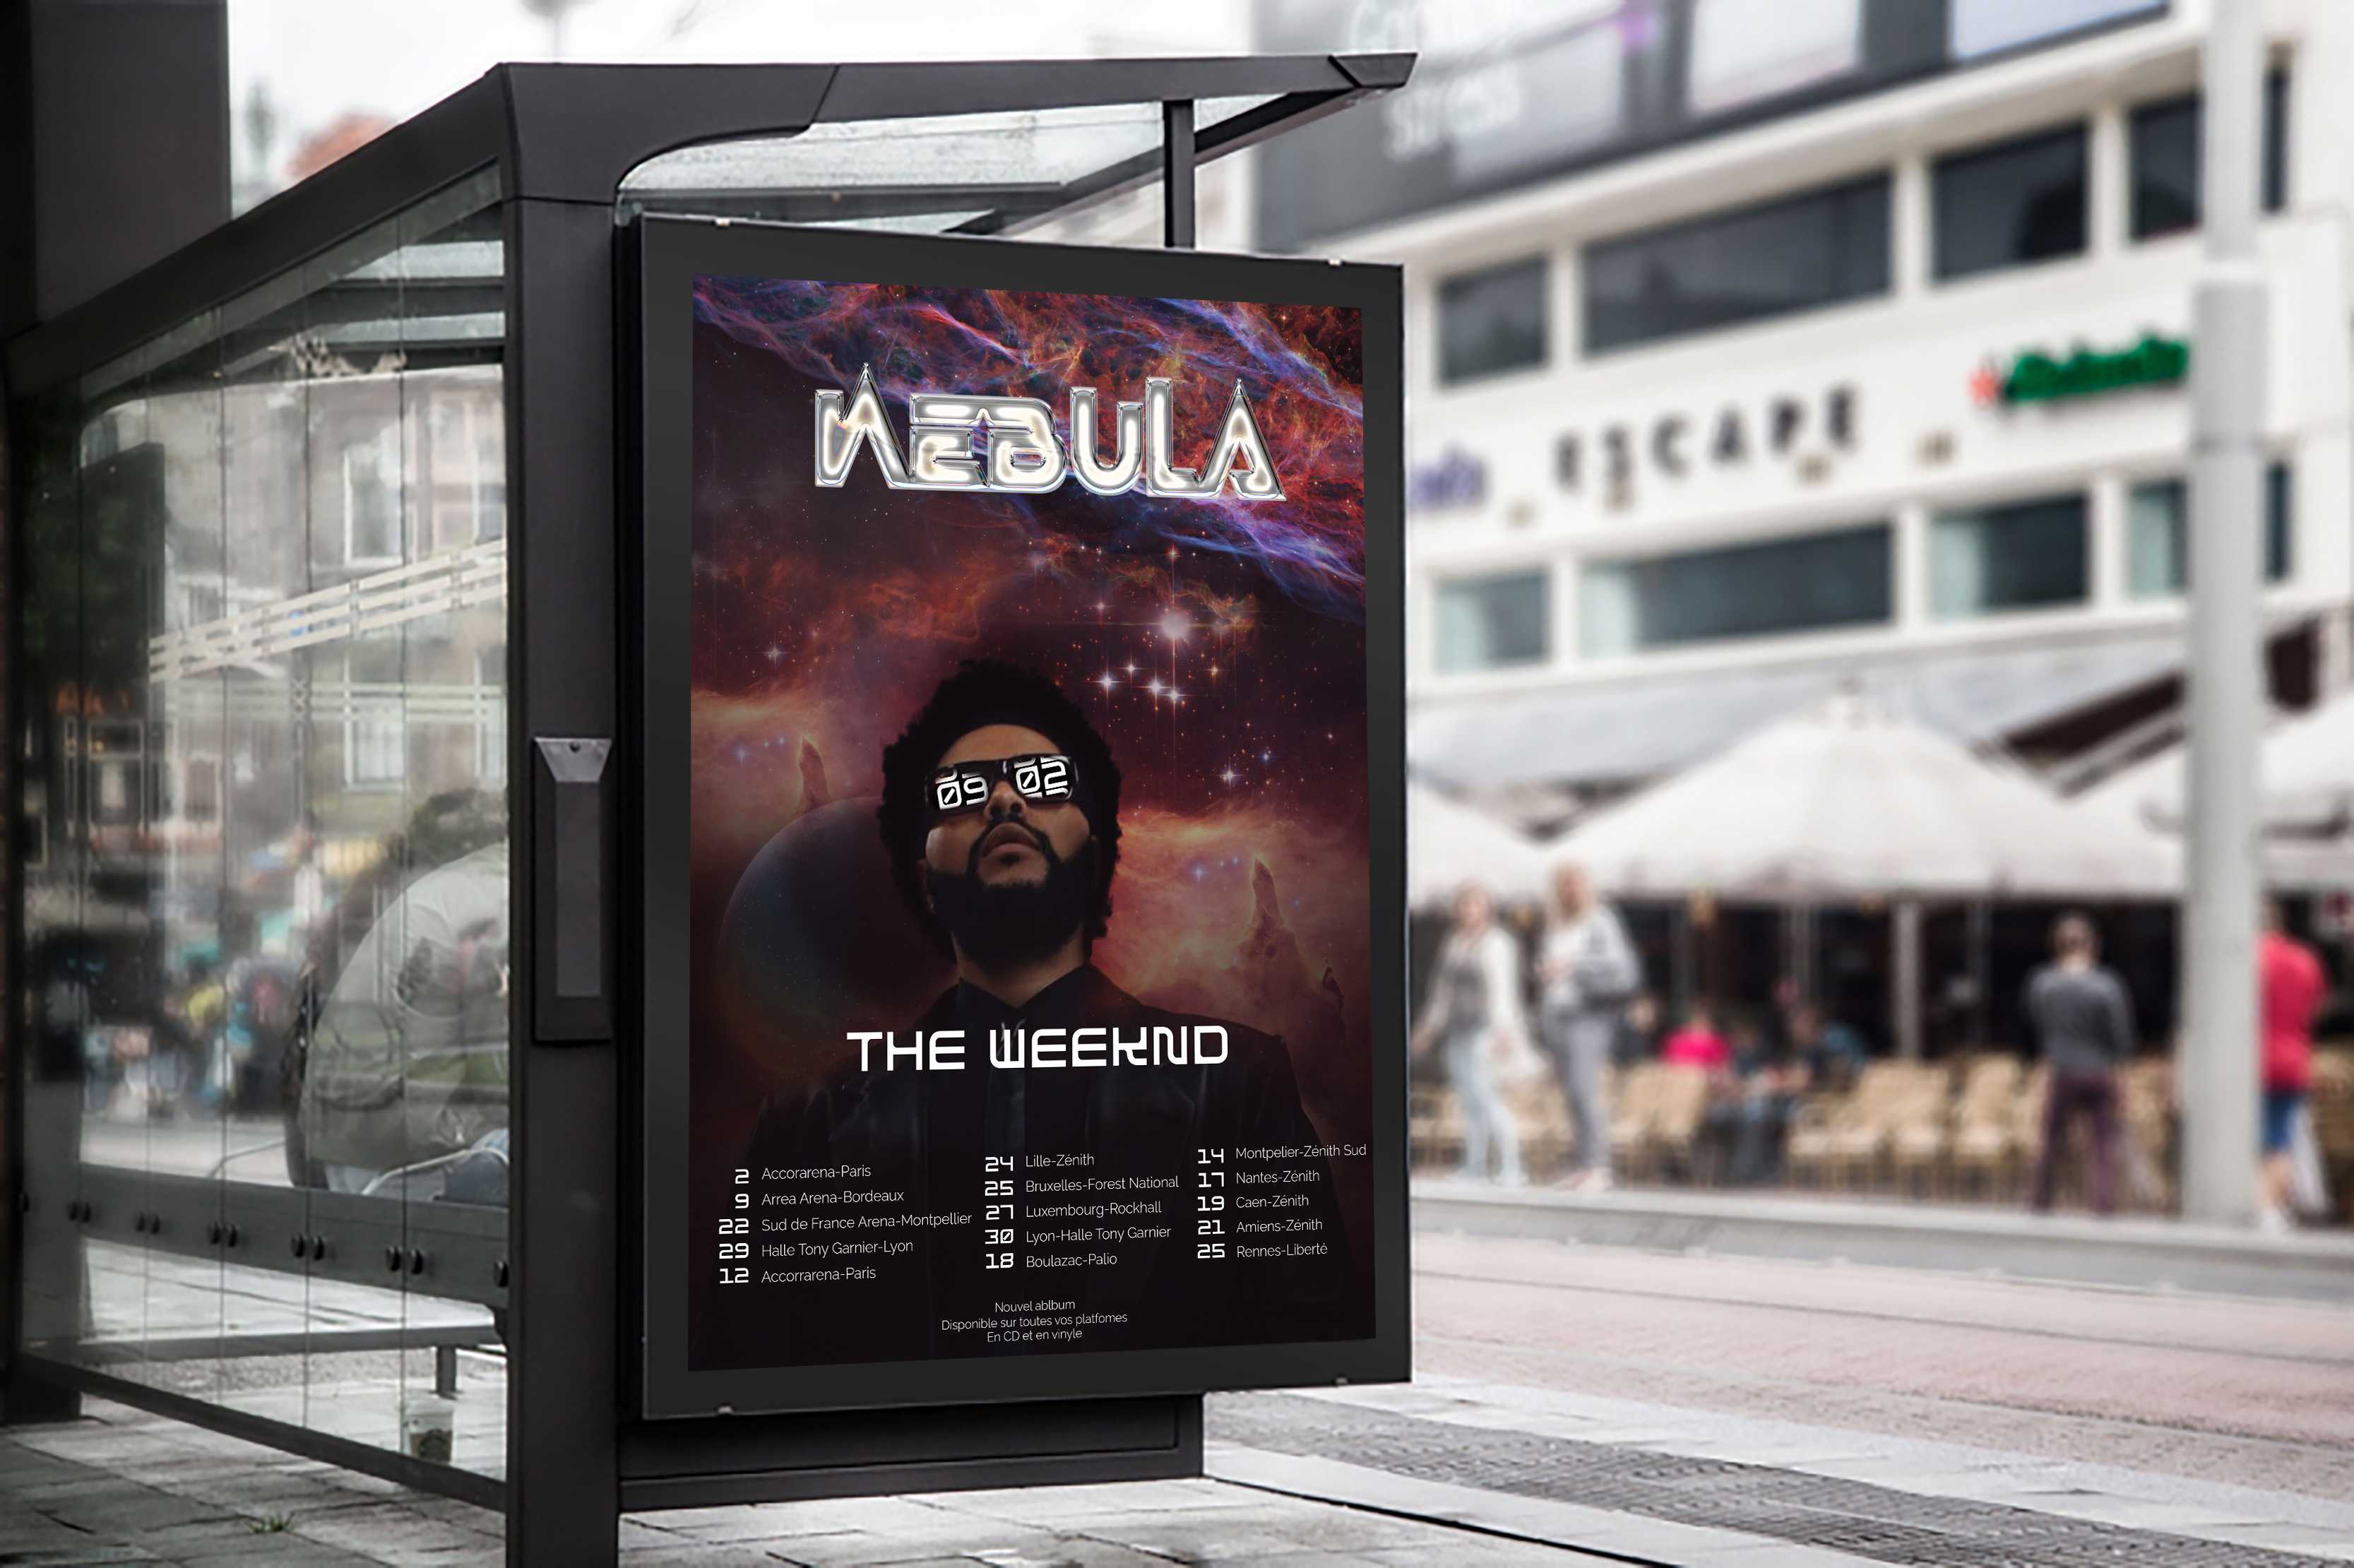 NEBULA
09 02
THE WEEKND
2 Accorarena-Paris
9 Arrea Arena-Bordeaux
22 Sud de France Arena-Montpellier
29 Halle Tony Garnier-Lyon
12 Accorrarena-Paris
24 Lille-Zénith
25 Bruxelles-Forest National
27 Luxembourg-Rockhall
30 Lyon-Halle Tony Garnier
18 Boulazac-Palio
14 Montpelier-Zénith Sud
17 Nantes-Zénith
19 Caen-Zénith
21 Amiens-Zénith
25 Rennes-Liberté
Nouvel ablbum
Disponible sur toutes vos platfomes
En CD et en vinyle
ESCAPE
Heineken